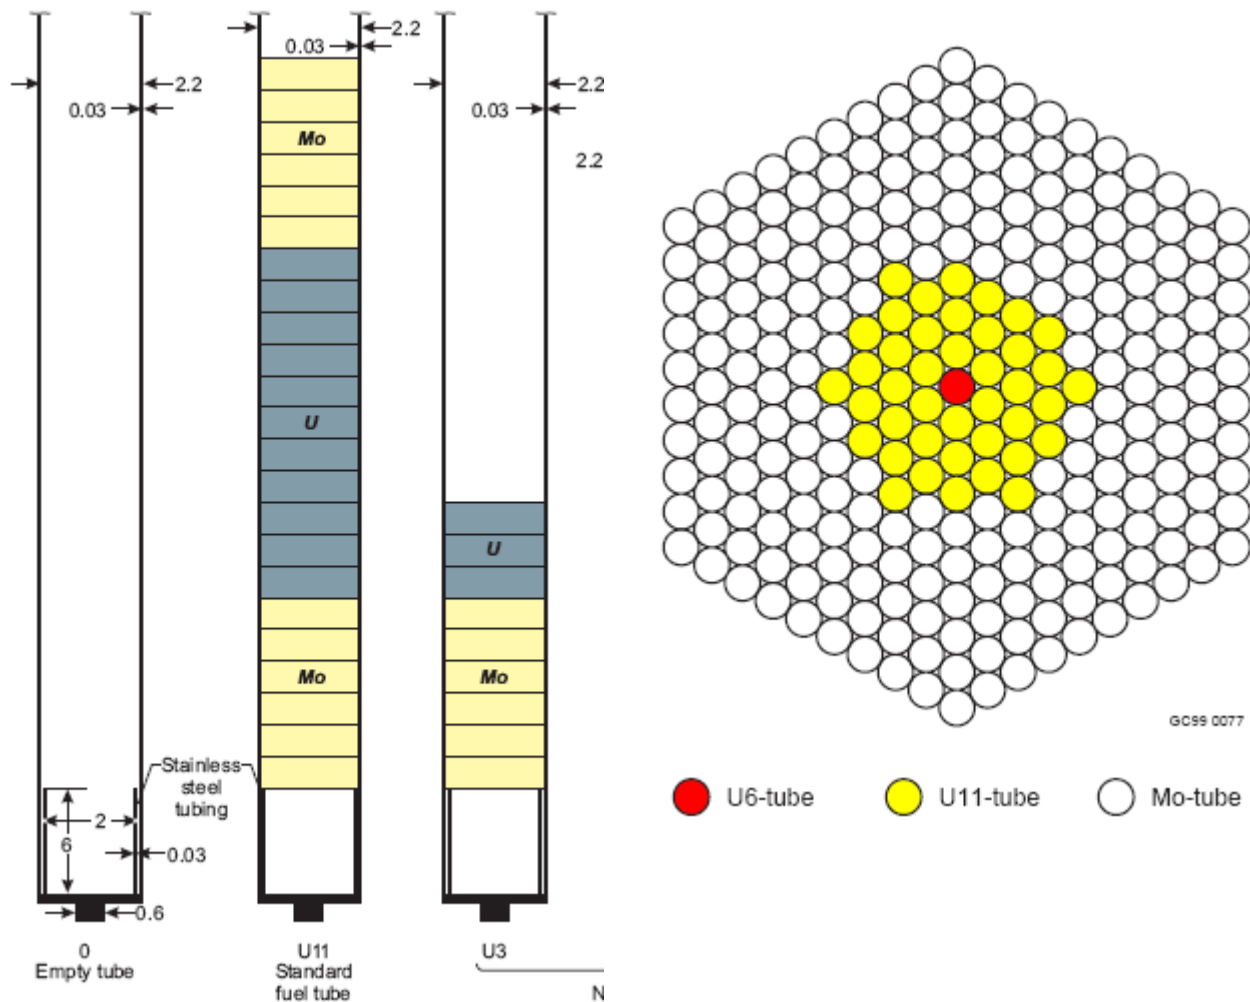 2.2
0.03
2.2
0.03
2.2
0.03
2.2
Mo
U
Mo
U
Mo
Stainless
steel
tubing
2
6
0.03
0.6
0
Empty tube
U11
Standard
fuel tube
U3
N
GC99 0077
U6-tube
U11-tube
Mo-tube